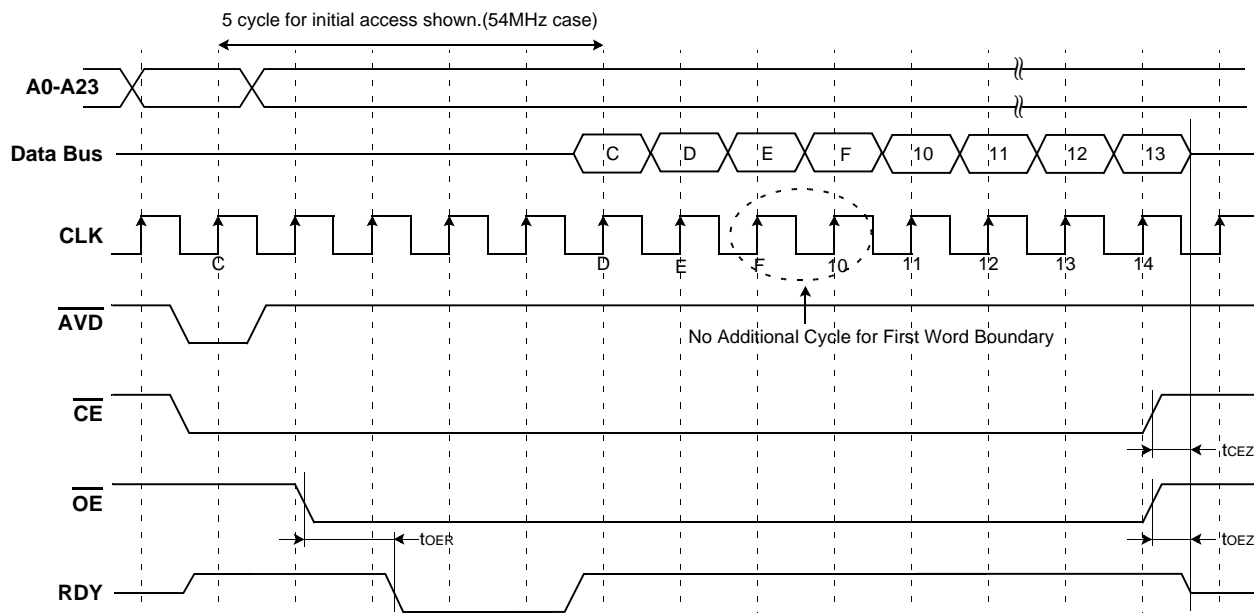 5 cycle for initial access shown.(54MHz case)
A0-A23
Data Bus C D E F 10 11 12 13
CLK
C D E F 10 11 12 13 14
AVD
No Additional Cycle for First Word Boundary
CE
tCEZ
OE
tOER tOEZ
RDY